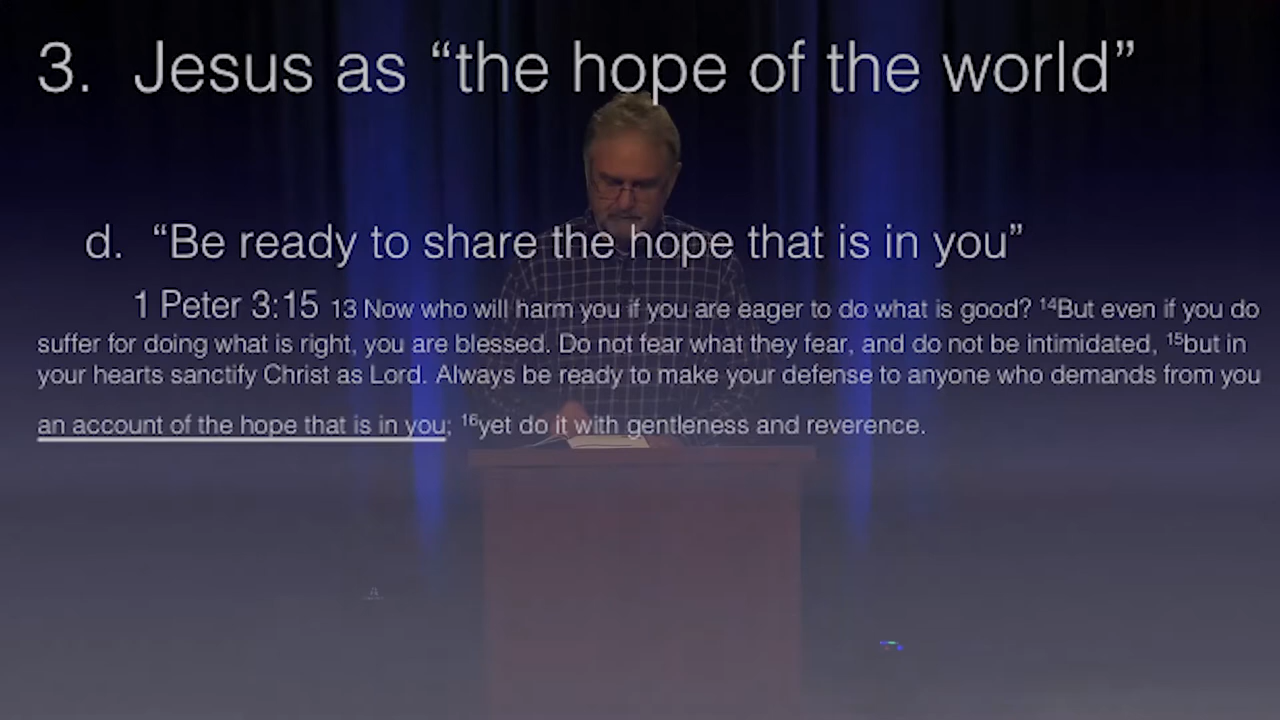 3. Jesus as “the hope of the world”
d. “Be ready to share the hope that is in you”
1 Peter 3:15 13 Now who will harm you if you are eager to do what is good? ¹⁴But even if you do
suffer for doing what is right, you are blessed. Do not fear what they fear, and do not be intimidated, ¹⁵but in
your hearts sanctify Christ as Lord. Always be ready to make your defense to anyone who demands from you
an account of the hope that is in you; ¹⁶yet do it with gentleness and reverence.